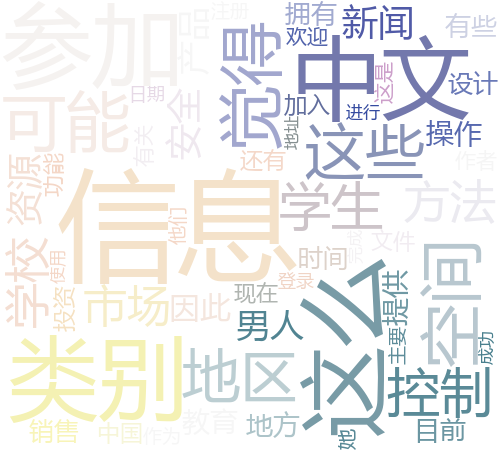 参加
产品
注册
拥有
欢迎
新闻
有些
觉得
中文
可能
日期
安全
加入
这是
进行
设计
有关
地址
这些
操作
资源
功能
还有
作者
信息
学生
方法
他们
学校
使用
投资
市场
因此
时间
登录
现在
完成
文件
空间
提供
类别
地区
男人
这么
主要
控制
成功
销售
中国
作为
教育
地方
她
目前